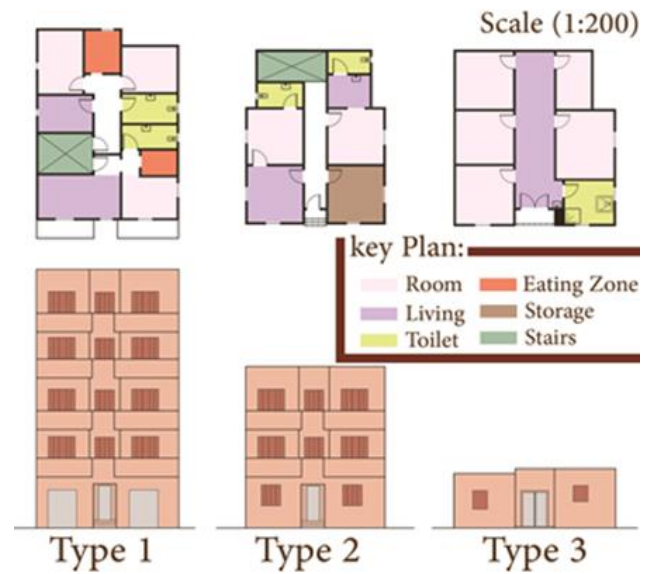 Scale (1:200)
key Plan:
Room
Eating Zone
Living
Storage
Toilet
Stairs
Type 1
Type 2
Type 3